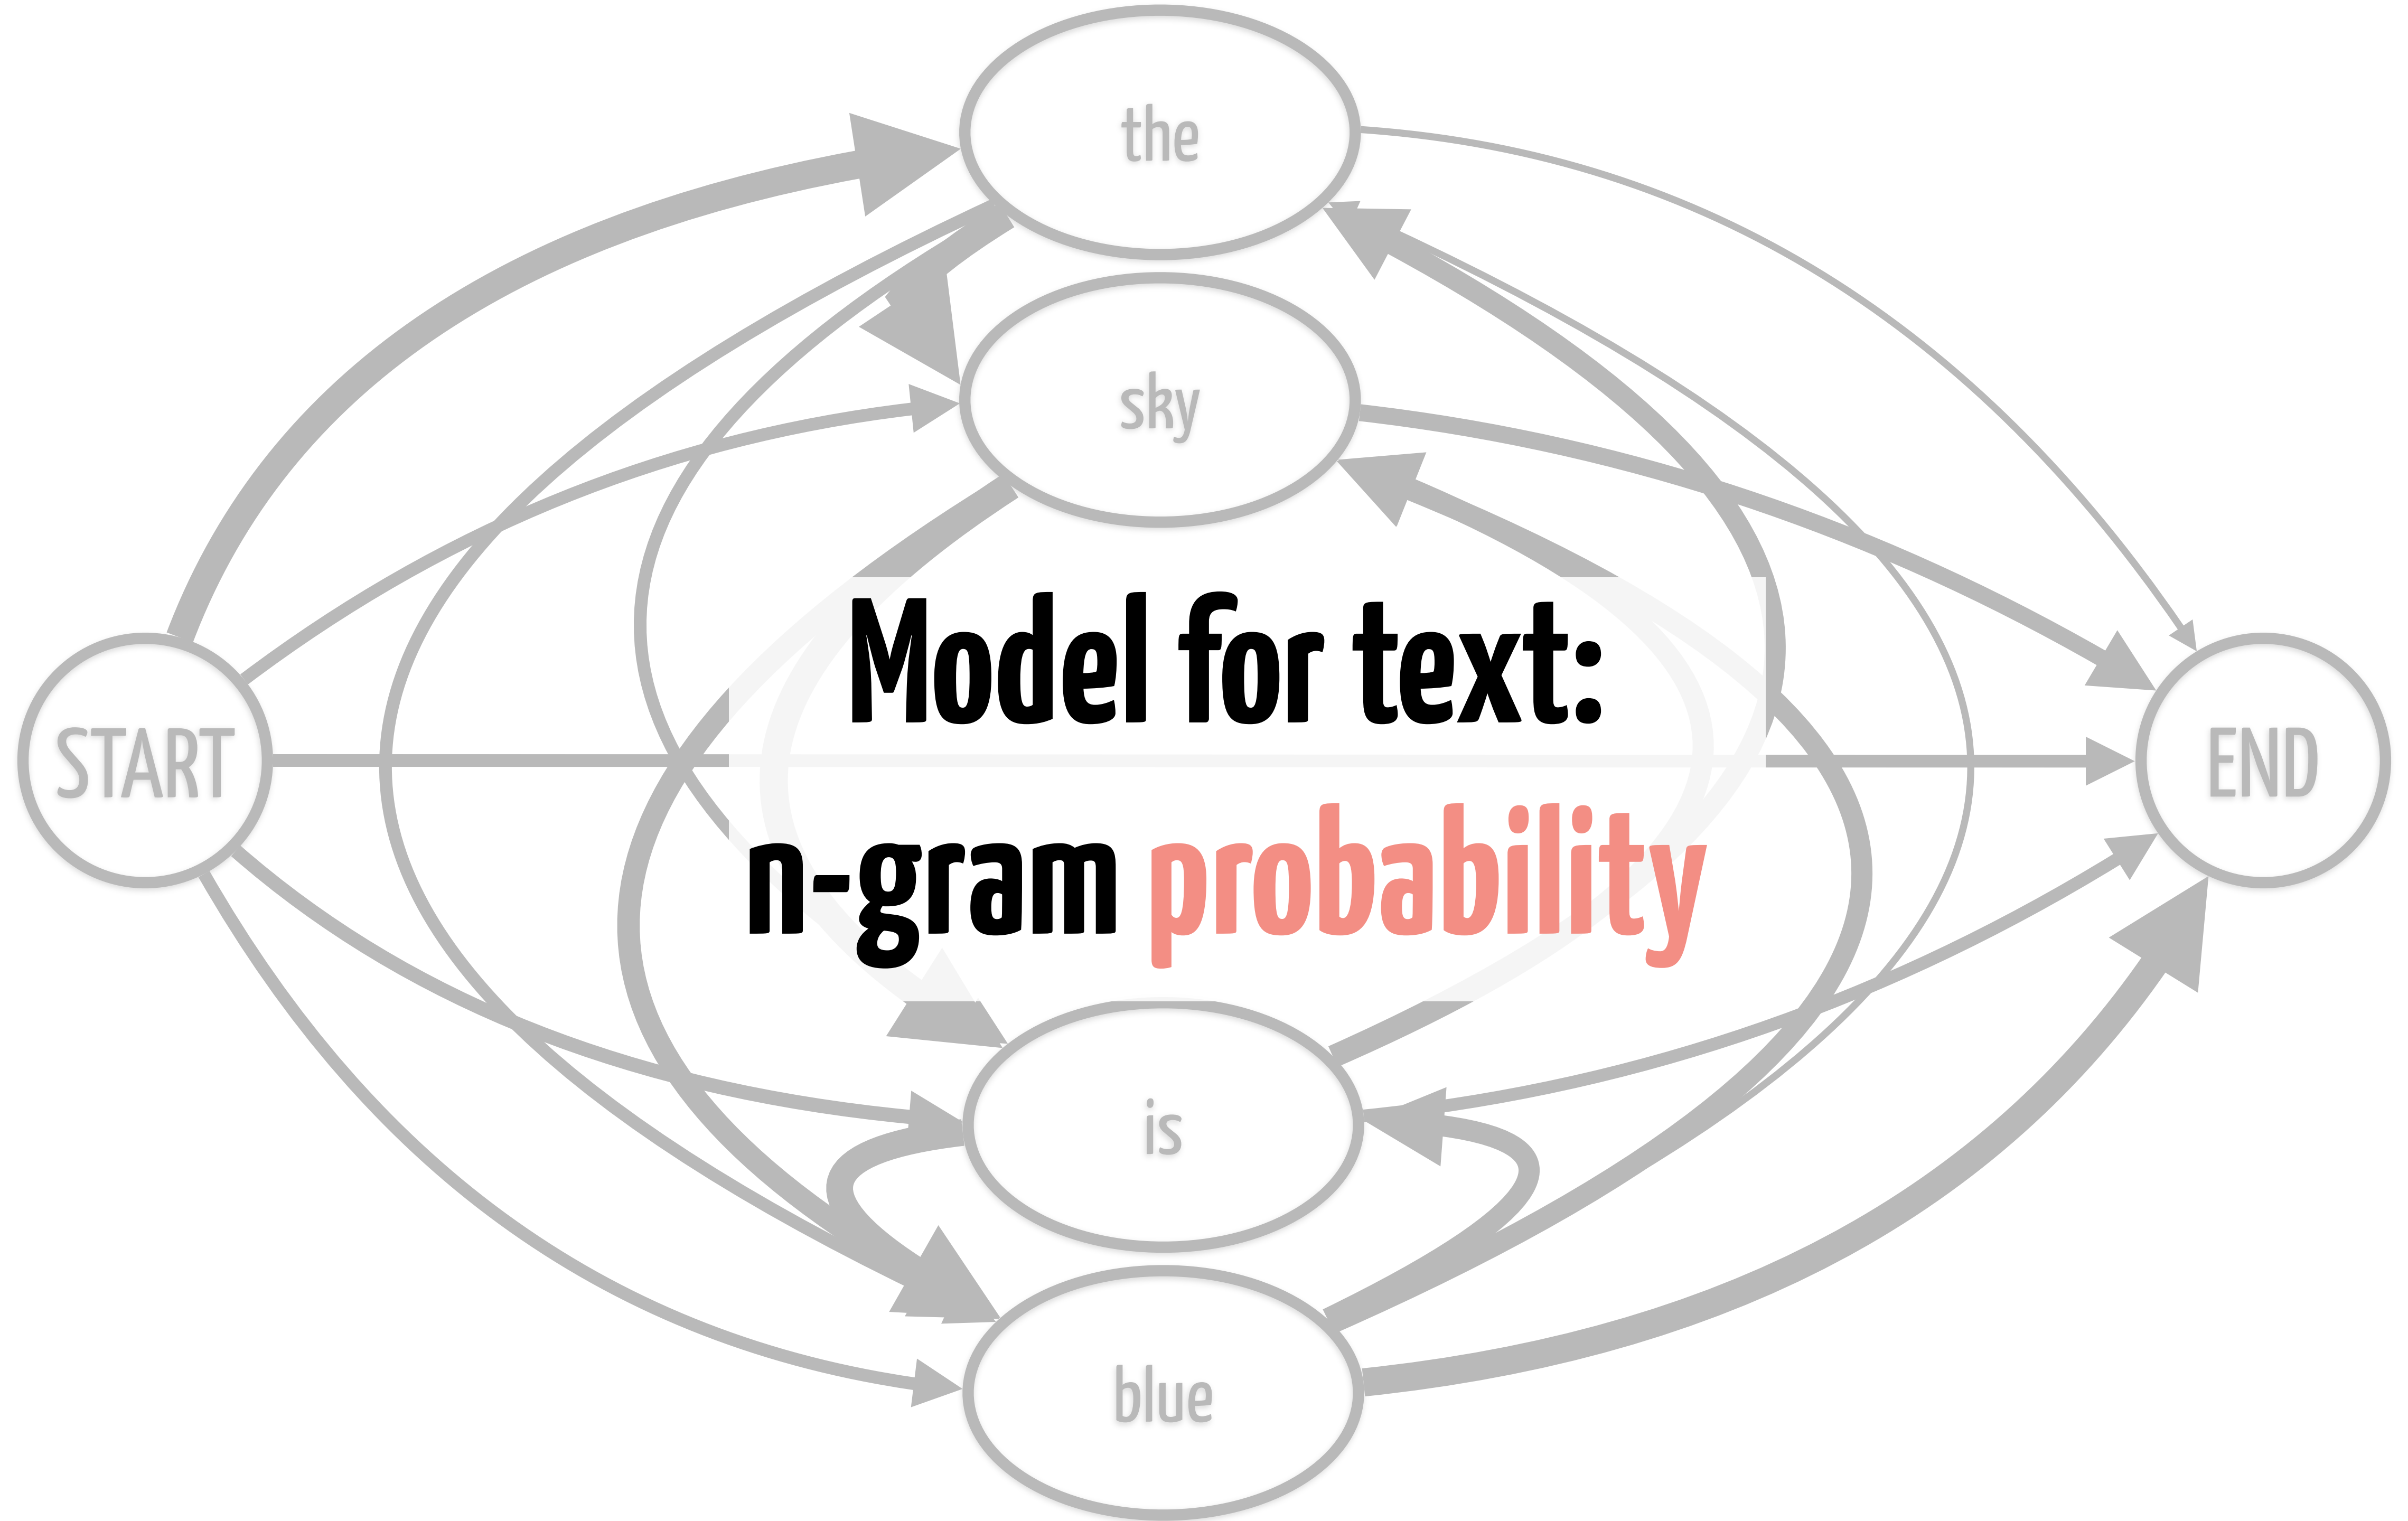 the
sky
Model for text:
START
END
n-gram probability
is
blue